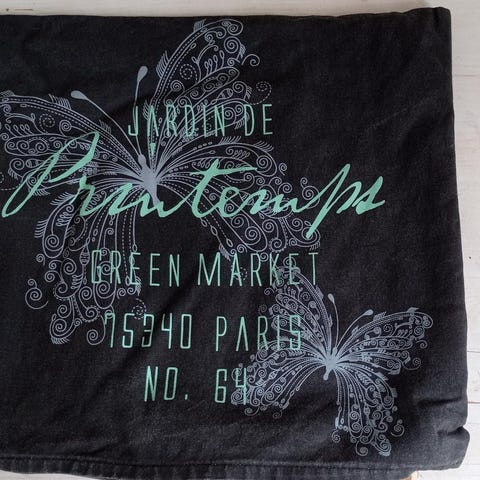 JARDIN DE
Printemps
GREEN MARKET
75340 PARIS
NO. 64